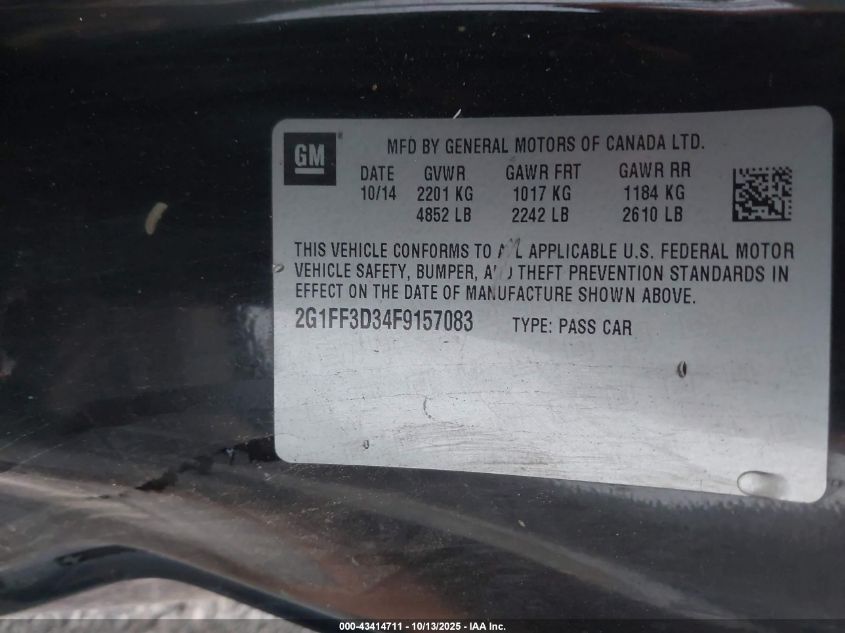 GM
MFD BY GENERAL MOTORS OF CANADA LTD.
DATE GVWR GAWR FRT GAWR RR
10/14 2201 KG 1017 KG 1184 KG
4852 LB 2242 LB 2610 LB
THIS VEHICLE CONFORMS TO ALL APPLICABLE U.S. FEDERAL MOTOR
VEHICLE SAFETY, BUMPER, AND THEFT PREVENTION STANDARDS IN
EFFECT ON THE DATE OF MANUFACTURE SHOWN ABOVE.
2G1FF3D34F9157083 TYPE: PASS CAR
000-43414711 - 10/13/2025 - IAA Inc.